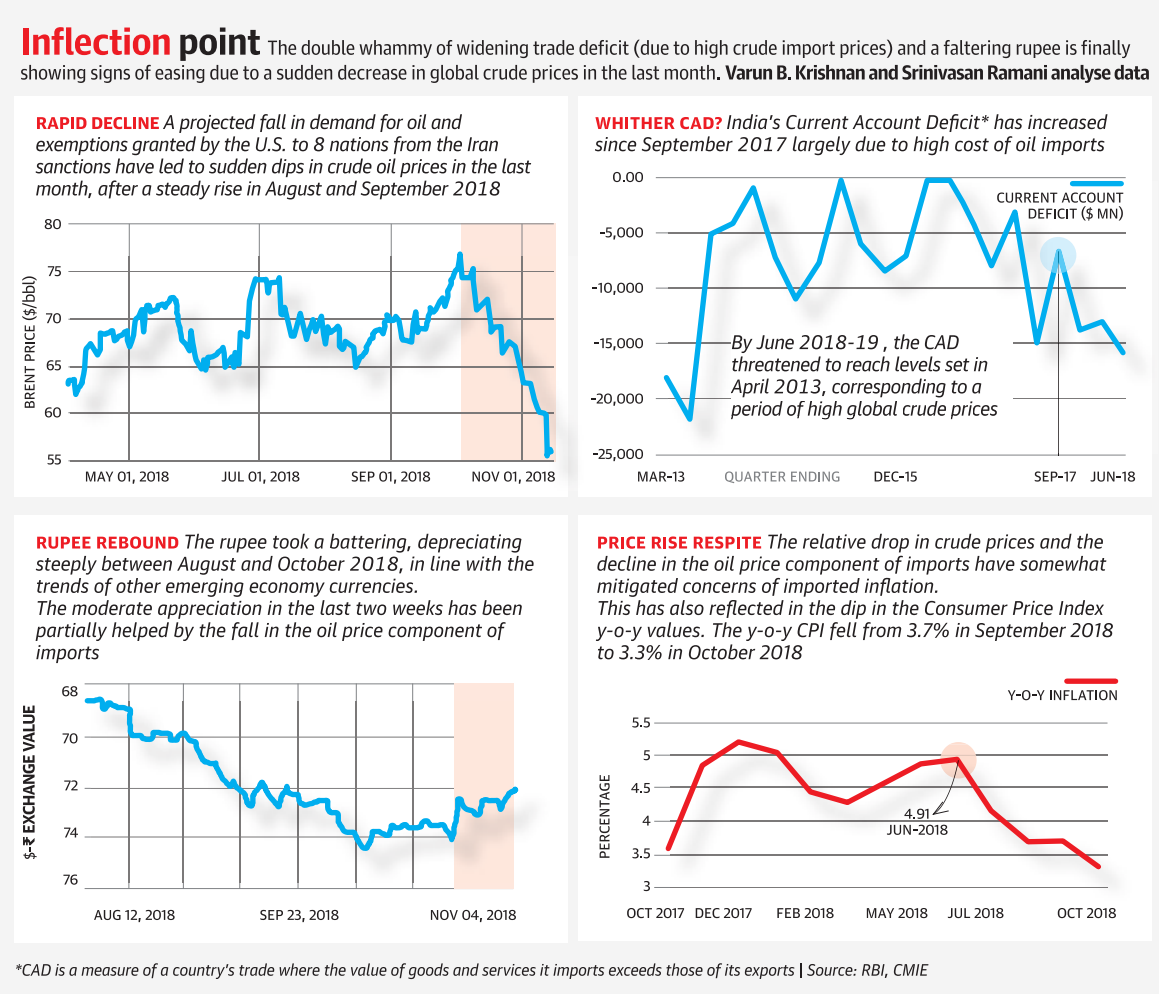 Inflection point The double whammy of widening trade deficit (due to high crude import prices) and a faltering rupee is finally
showing signs of easing due to a sudden decrease in global crude prices in the last month. Varun B. Krishnan and Srinivasan Ramani analyse data
RAPID DECLINE A projected fall in demand for oil and
exemptions granted by the U.S. to 8 nations from the Iran
sanctions have led to sudden dips in crude oil prices in the last
month, after a steady rise in August and September 2018
BRENT PRICE ($/bbl)
80
75
70
65
60
55
MAY 01, 2018 JUL 01, 2018 SEP 01, 2018 NOV 01, 2018
WHITHER CAD? India's Current Account Deficit* has increased
since September 2017 largely due to high cost of oil imports
0.00
-5,000
-10,000
-15,000
-20,000
-25,000
CURRENT ACCOUNT
DEFICIT ($ MN)
By June 2018-19 , the CAD
threatened to reach levels set in
April 2013, corresponding to a
period of high global crude prices
MAR-13 QUARTER ENDING DEC-15 SEP-17 JUN-18
RUPEE REBOUND The rupee took a battering, depreciating
steeply between August and October 2018, in line with the
trends of other emerging economy currencies.
The moderate appreciation in the last two weeks has been
partially helped by the fall in the oil price component of
imports
$-₹ EXCHANGE VALUE
68
70
72
74
76
AUG 12, 2018 SEP 23, 2018 NOV 04, 2018
PRICE RISE RESPITE The relative drop in crude prices and the
decline in the oil price component of imports have somewhat
mitigated concerns of imported inflation.
This has also reflected in the dip in the Consumer Price Index
y-o-y values. The y-o-y CPI fell from 3.7% in September 2018
to 3.3% in October 2018
Y-O-Y INFLATION
PERCENTAGE
5.5
5
4.5
4
3.5
3
4.91
JUN-2018
OCT 2017 DEC 2017 FEB 2018 MAY 2018 JUL 2018 OCT 2018
*CAD is a measure of a country's trade where the value of goods and services it imports exceeds those of its exports | Source: RBI, CMIE